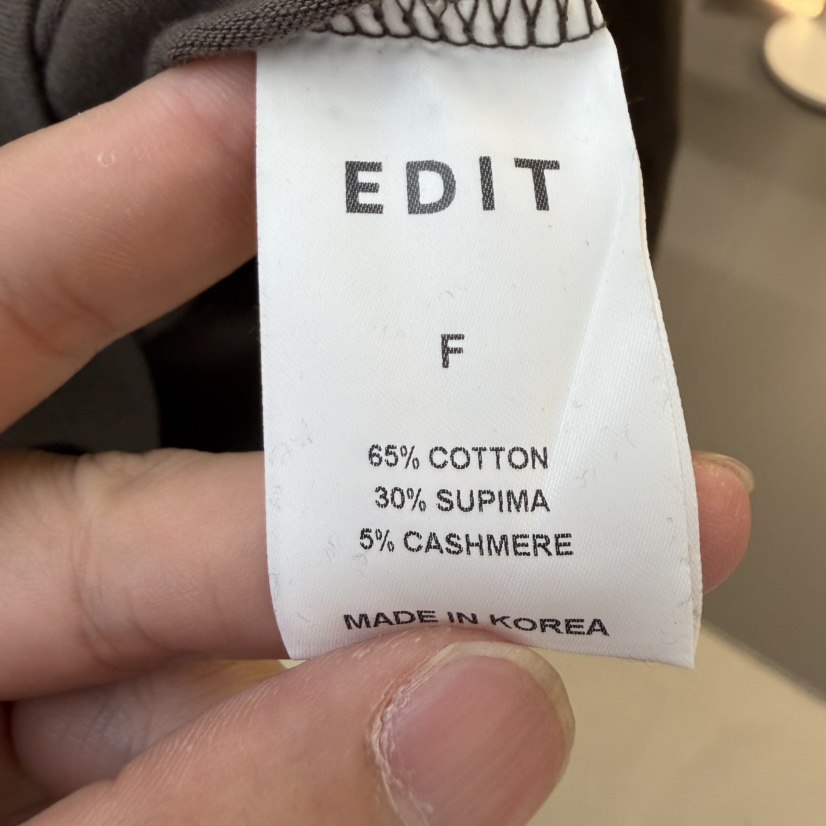 EDIT
F
65% COTTON
30% SUPIMA
5% CASHMERE
MADE IN KOREA